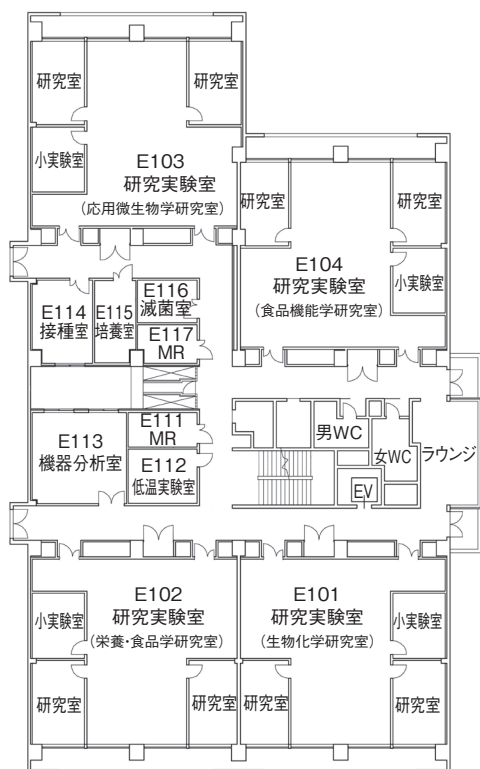 研究室
研究室
小実験室
E103
研究実験室
（応用微生物学研究室）
研究室
研究室
E104
研究実験室
（食品機能学研究室）
小実験室
E114
接種室
E115
培養室
E116
滅菌室
E117
MR
E111
MR
E113
機器分析室
E112
低温実験室
男WC
女WC
ラウンジ
EV
E102
研究実験室
（栄養・食品学研究室）
小実験室
研究室
研究室
E101
研究実験室
（生物化学研究室）
小実験室
研究室
研究室